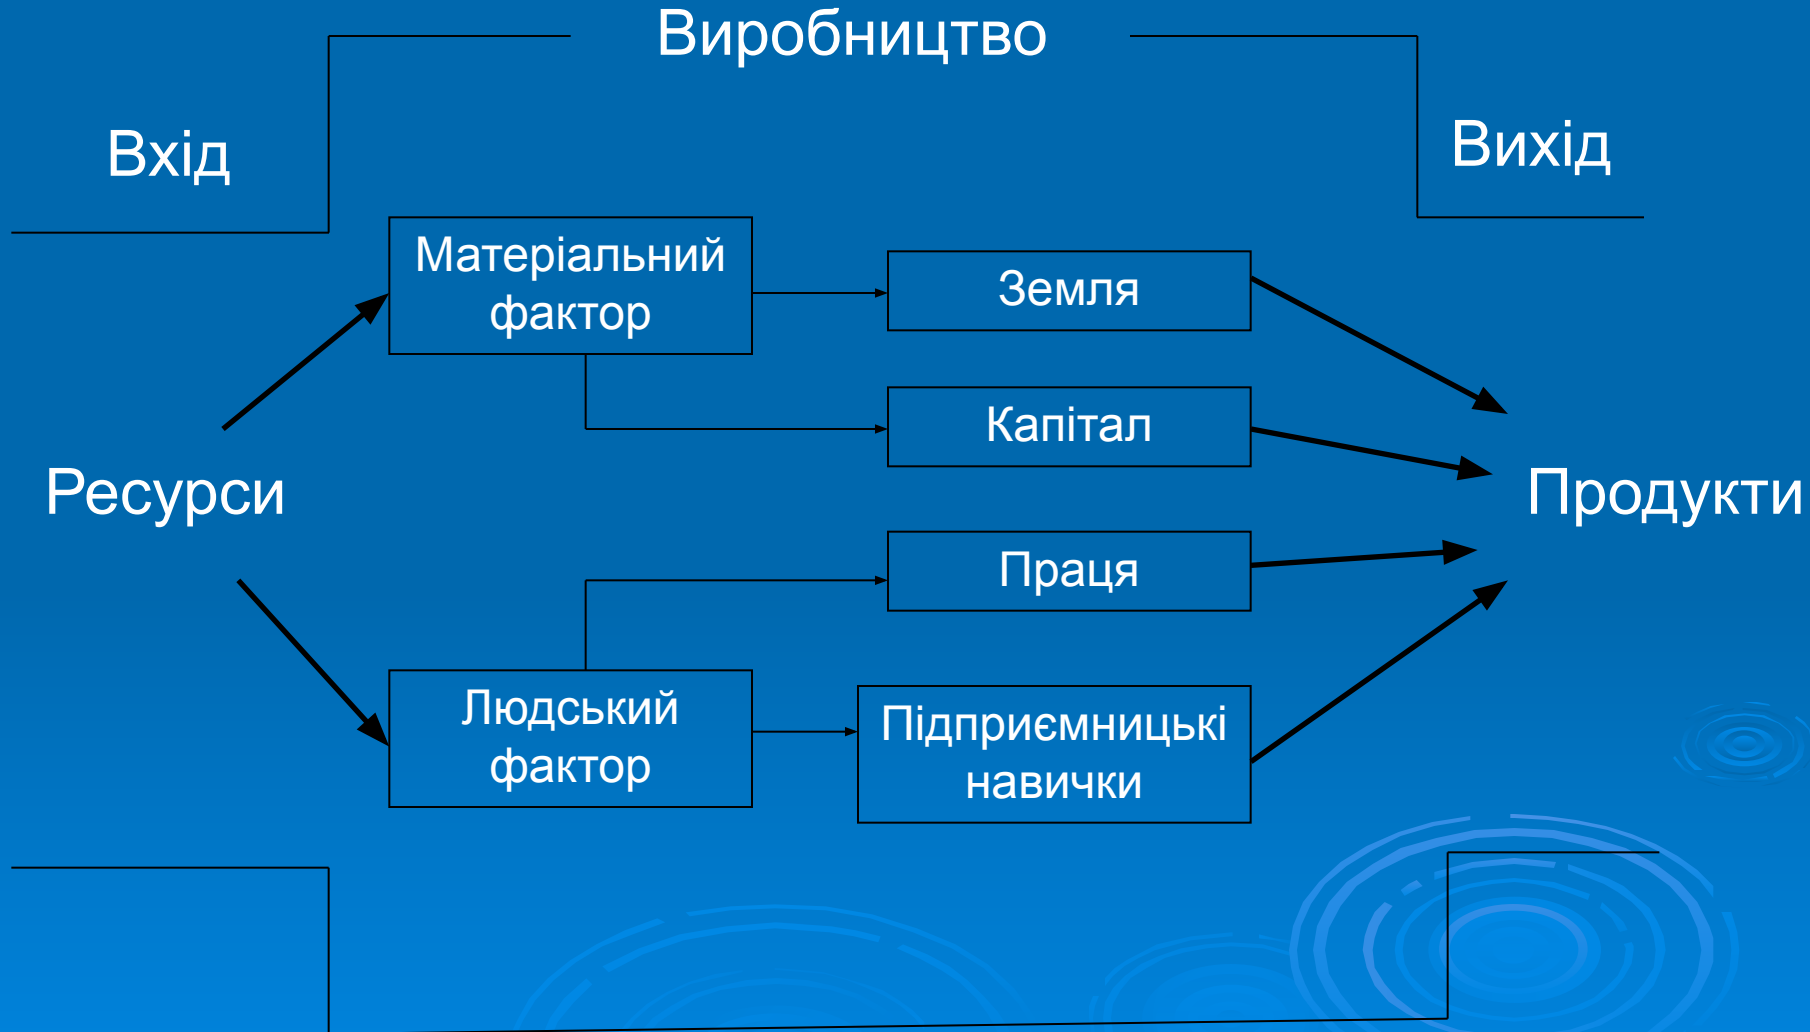 Виробництво
Вхід
Вихід
Матеріальний
фактор
Земля
Капітал
Ресурси
Продукти
Праця
Людський
фактор
Підприємницькі
навички